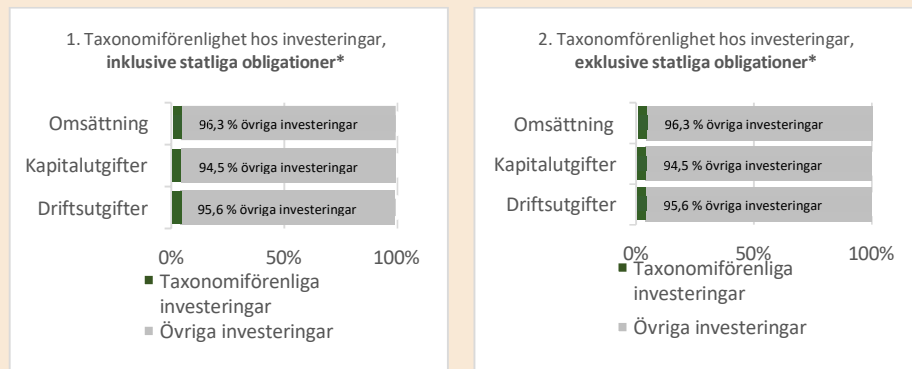 1. Taxonomiförenlighet hos investeringar,
inklusive statliga obligationer*
Omsättning
96,3 % övriga investeringar
Kapitalutgifter
94,5 % övriga investeringar
Driftsutgifter
95,6 % övriga investeringar
0%
50%
100%
Taxonomiförenliga
investeringar
Övriga investeringar
2. Taxonomförenlighet hos investeringar,
exklusive statliga obligationer*
Omsättning
96,3 % övriga investeringar
Kapitalutgifter
94,5 % övriga investeringar
Driftsutgifter
95,6 % övriga investeringar
0%
50%
100%
Taxonomiförenliga
investeringar
Övriga investeringar